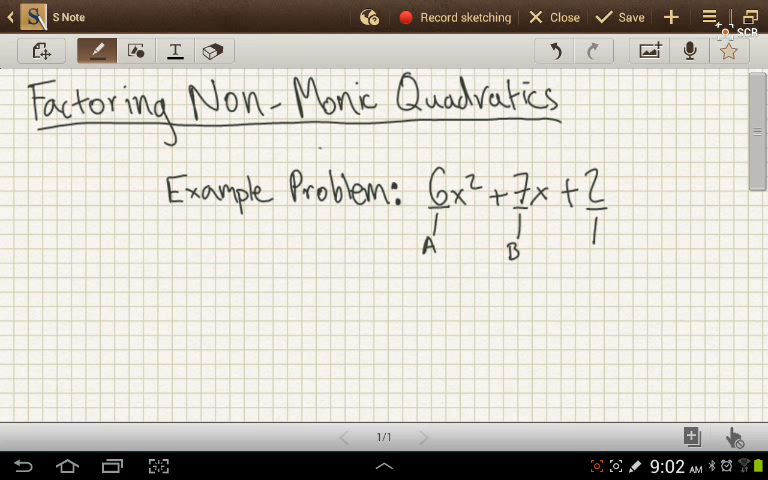 S Note
Record sketching
Close
Save
SCR
T
Factoring Non-Monic Quadratics
Example Problem: 6x² + 7x + 2
A B
1/1
9:02 AM